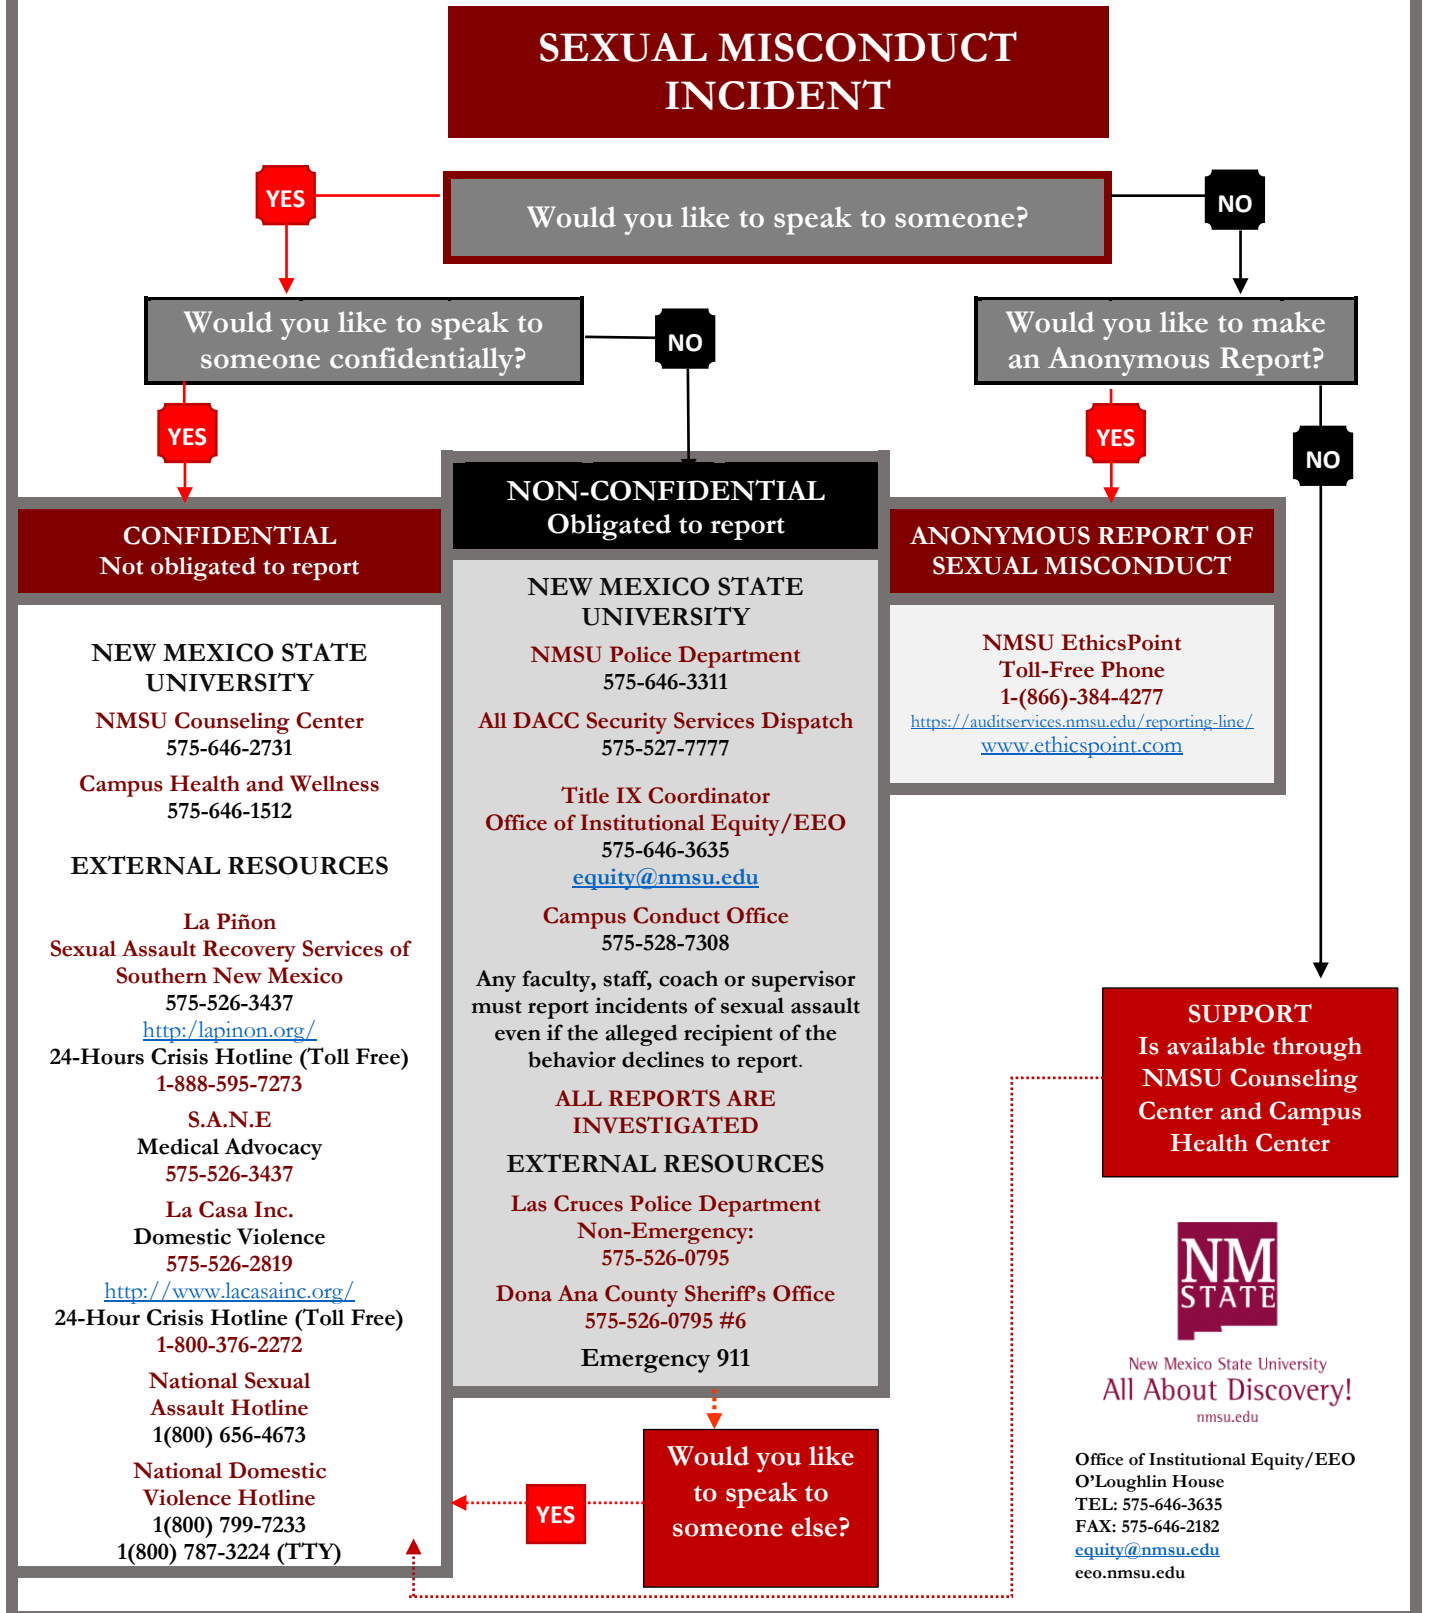 SEXUAL MISCONDUCT
INCIDENT
YES
Would you like to speak to someone?
NO
Would you like to speak to
someone confidentially?
NO
Would you like to make
an Anonymous Report?
YES
YES
NO
CONFIDENTIAL
Not obligated to report
NEW MEXICO STATE
UNIVERSITY
NMSU Counseling Center
575-646-2731
Campus Health and Wellness
575-646-1512
EXTERNAL RESOURCES
La Piñon
Sexual Assault Recovery Services of
Southern New Mexico
575-526-3437
http:/lapinon.org/
24-Hours Crisis Hotline (Toll Free)
1-888-595-7273
S.A.N.E
Medical Advocacy
575-526-3437
La Casa Inc.
Domestic Violence
575-526-2819
http://www.lacasainc.org/
24-Hour Crisis Hotline (Toll Free)
1-800-376-2272
National Sexual
Assault Hotline
1(800) 656-4673
National Domestic
Violence Hotline
1(800) 799-7233
1(800) 787-3224 (TTY)
NON-CONFIDENTIAL
Obligated to report
NEW MEXICO STATE
UNIVERSITY
NMSU Police Department
575-646-3311
All DACC Security Services Dispatch
575-527-7777
Title IX Coordinator
Office of Institutional Equity/EEO
575-646-3635
equity@nmsu.edu
Campus Conduct Office
575-528-7308
Any faculty, staff, coach or supervisor
must report incidents of sexual assault
even if the alleged recipient of the
behavior declines to report.
ALL REPORTS ARE
INVESTIGATED
EXTERNAL RESOURCES
Las Cruces Police Department
Non-Emergency:
575-526-0795
Dona Ana County Sheriff's Office
575-526-0795 #6
Emergency 911
Would you like
to speak to
someone else?
YES
ANONYMOUS REPORT OF
SEXUAL MISCONDUCT
NMSU EthicsPoint
Toll-Free Phone
1-(866)-384-4277
https://auditservices.nmsu.edu/reporting-line/
www.ethicspoint.com
SUPPORT
Is available through
NMSU Counseling
Center and Campus
Health Center
NM
STATE
New Mexico State University
All About Discovery!
nmsu.edu
Office of Institutional Equity/EEO
O'Loughlin House
TEL: 575-646-3635
FAX: 575-646-2182
equity@nmsu.edu
eeo.nmsu.edu